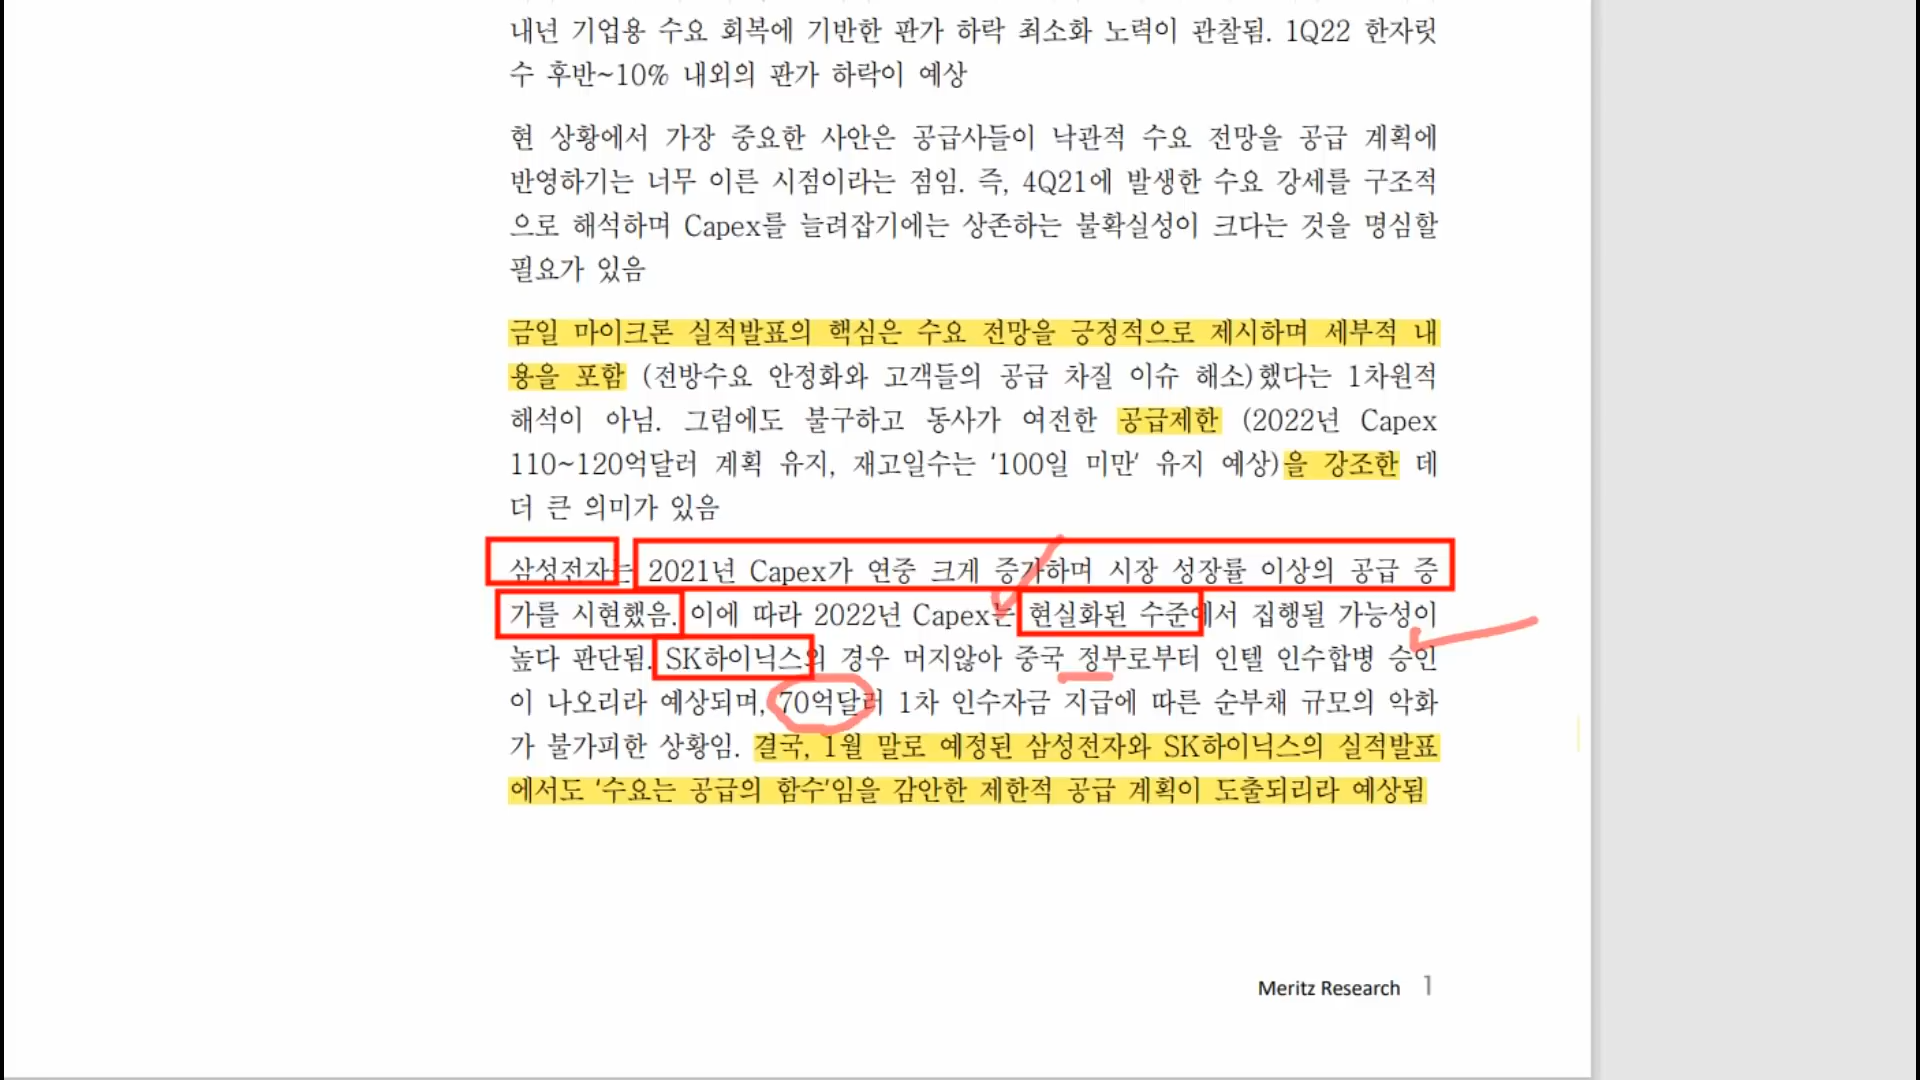 내년 기업용 수요 회복에 기반한 판가 하락 최소화 노력이 관찰됨. 1Q22 한자릿
수 후반~10% 내외의 판가 하락이 예상
현 상황에서 가장 중요한 사안은 공급사들이 낙관적 수요 전망을 공급 계획에
반영하기는 너무 이른 시점이라는 점임. 즉, 4Q21에 발생한 수요 강세를 구조적
으로 해석하며 Capex를 늘려잡기에는 상존하는 불확실성이 크다는 것을 명심할
필요가 있음
금일 마이크론 실적발표의 핵심은 수요 전망을 긍정적으로 제시하며 세부적 내
용을 포함 (전방수요 안정화와 고객들의 공급 차질 이슈 해소)했다는 1차원적
해석이 아님. 그럼에도 불구하고 동사가 여전한 공급제한 (2022년 Capex
110~120억달러 계획 유지, 재고일수는 '100일 미만' 유지 예상)을 강조한 데
더 큰 의미가 있음
삼성전자는 2021년 Capex가 연중 크게 증가하며 시장 성장률 이상의 공급 증
가를 시현했음. 이에 따라 2022년 Capex는 현실화된 수준에서 집행될 가능성이
높다 판단됨. SK하이닉스의 경우 머지않아 중국 정부로부터 인텔 인수합병 승인
이 나오리라 예상되며, 70억달러 1차 인수자금 지급에 따른 순부채 규모의 악화
가 불가피한 상황임. 결국, 1월 말로 예정된 삼성전자와 SK하이닉스의 실적발표
에서도 '수요는 공급의 함수'임을 감안한 제한적 공급 계획이 도출되리라 예상됨
Meritz Research 1